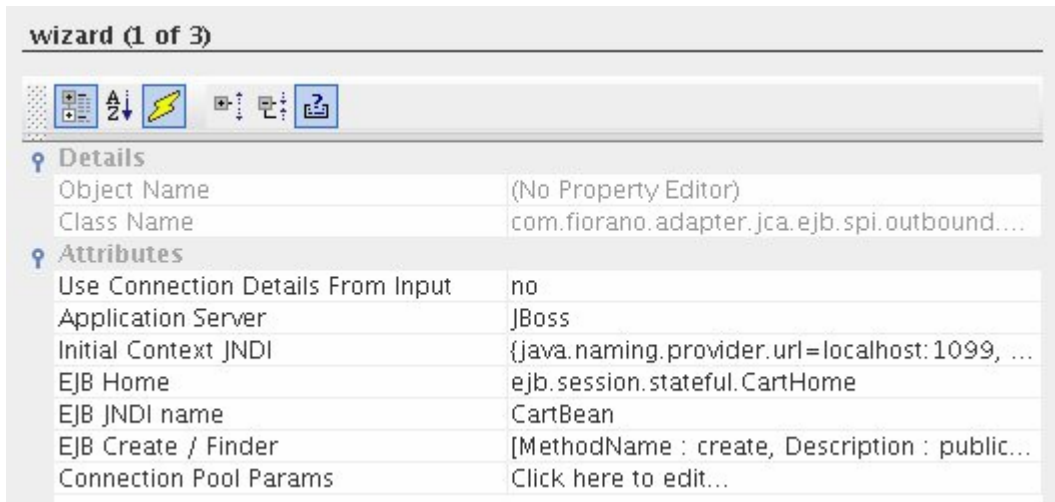 wizard (1 of 3)
Details
Object Name (No Property Editor)
Class Name com.fiorano.adapter.jca.ejb.spi.outbound....
Attributes
Use Connection Details From Input no
Application Server JBoss
Initial Context JNDI {java.naming.provider.url=localhost:1099, ...
EJB Home ejb.session.stateful.CartHome
EJB JNDI name CartBean
EJB Create / Finder [MethodName : create, Description : public...
Connection Pool Params Click here to edit...